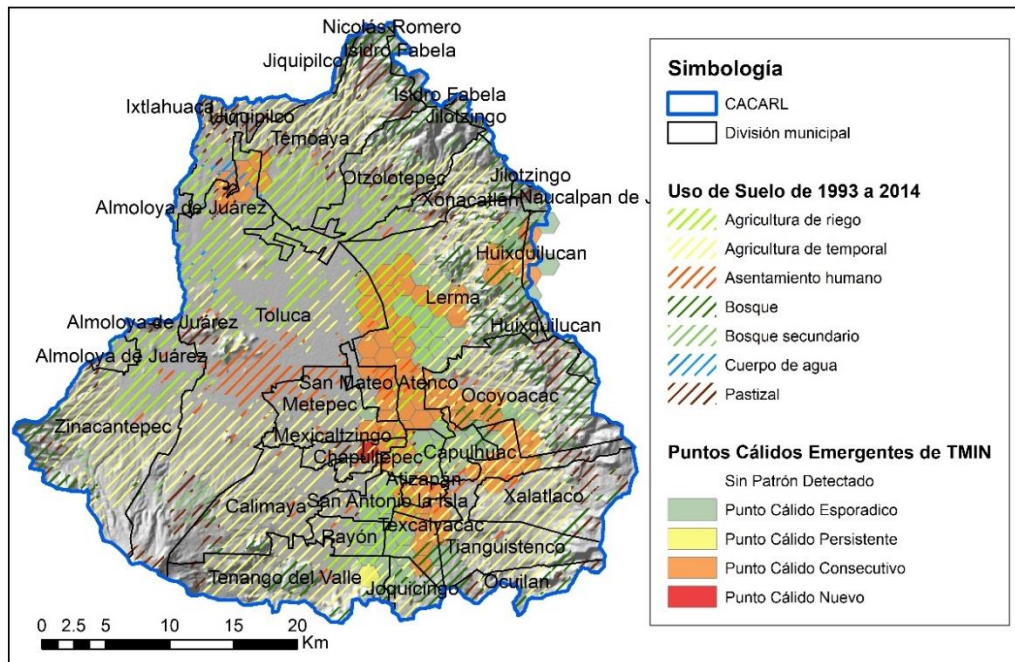 Nicolás Romero
Isidro Fabela
Jiquipilco
Ixtlahuaca
Isidro Fabela
Jiquipilco
Jilotzingo
Temoaya
Otzolotepec
Jilotzingo
Xonacatlán
Naucalpan de J
Almoloya de Juárez
Huixquilucan
Lerma
Toluca
Almoloya de Juárez
Huixquilucan
Almoloya de Juárez
San Mateo Atenco
Ocoyoacac
Metepec
Zinacantepec
Mexicaltzingo
Chapultepec
Capulhuac
Atizapán
Xalatlaco
Calimaya
San Antonio la Isla
Texcalyacac
Rayón
Tianguistenco
Tenango del Valle
Ocuilan
Joquicingo
0 2.5 5 10 15 20
Km
Simbología
CACARL
División municipal
Uso de Suelo de 1993 a 2014
Agricultura de riego
Agricultura de temporal
Asentamiento humano
Bosque
Bosque secundario
Cuerpo de agua
Pastizal
Puntos Cálidos Emergentes de TMIN
Sin Patrón Detectado
Punto Cálido Esporadico
Punto Cálido Persistente
Punto Cálido Consecutivo
Punto Cálido Nuevo